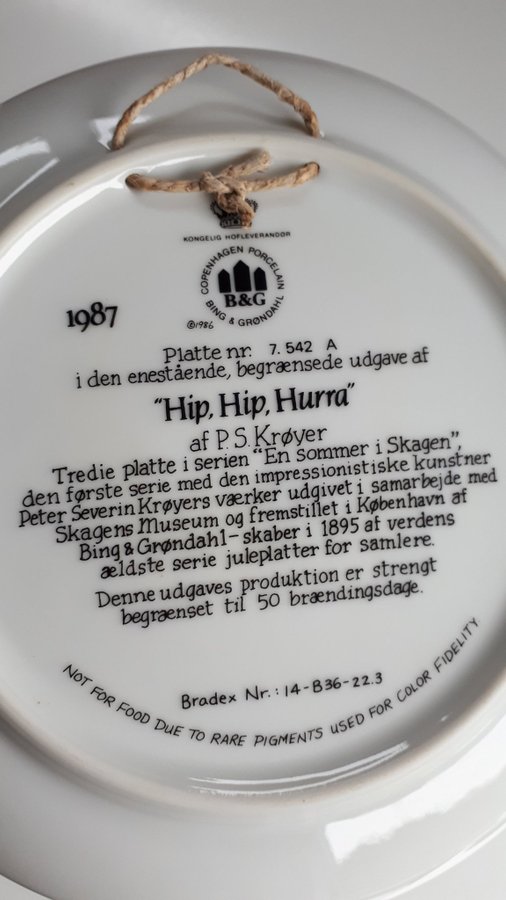 KONGELIG HOFLEVERANDØR
COPENHAGEN PORCELAIN
B&G
BING & GRØNDAHL
©1986
1987
Platte nr. 7.542 A
i den enestående, begrænsede udgave af
"Hip, Hip, Hurra"
af P.S. Krøyer
Tredie platte i serien "En sommer i Skagen",
den første serie med den impressionistiske kunstner
Peter Severin Krøyers værker udgivet i samarbejde med
Skagens Museum og fremstillet i København af
Bing & Grøndahl - skaber i 1895 af verdens
ældste serie juleplatter for samlere.
Denne udgaves produktion er strengt
begrænset til 50 brændingsdage.
Bradex Nr.: 14-B36-22.3
NOT FOR FOOD DUE TO RARE PIGMENTS USED FOR COLOR FIDELITY.